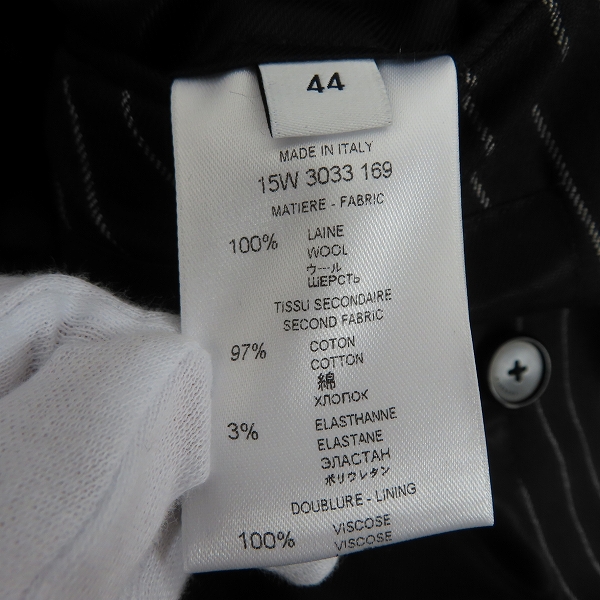 44
MADE IN ITALY
15W 3033 169
MATIERE - FABRIC
100% LAINE
WOOL
ウール
ШЕРСТЬ
TISSU SECONDAIRE
SECOND FABRIC
97% COTON
COTTON
綿
ХЛОПОК
3% ELASTHANNE
ELASTANE
ЭЛАСТАН
ポリウレタン
DOUBLURE - LINING
100% VISCOSE
VISCOSE